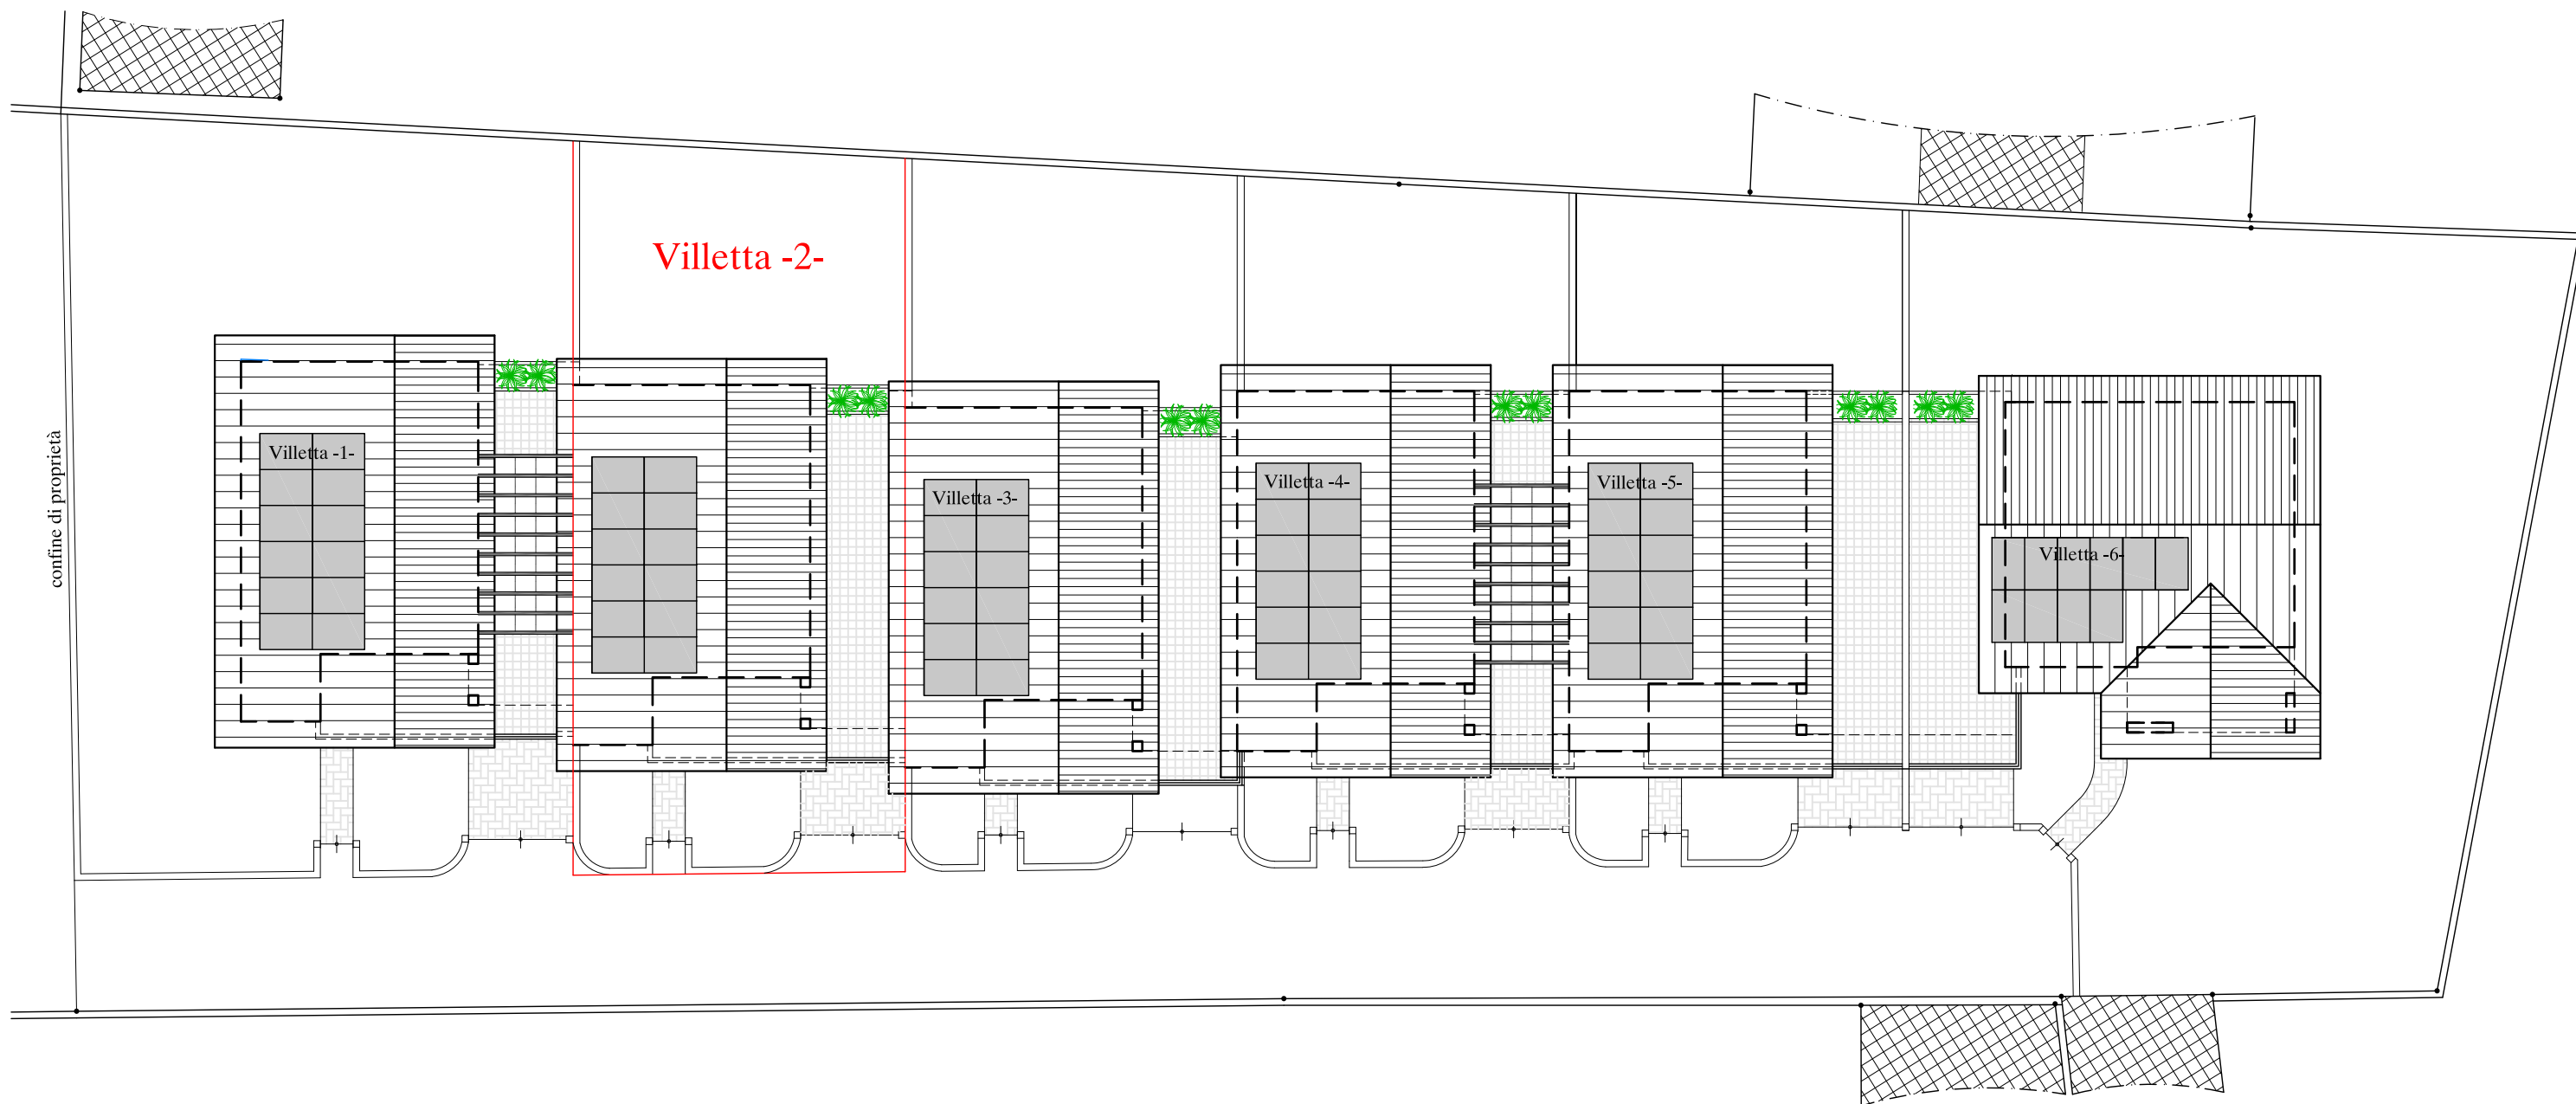 Villetta -2-
Villetta -1-
Villetta -3-
Villetta -4-
Villetta -5-
Villetta -6-
confine di proprietà